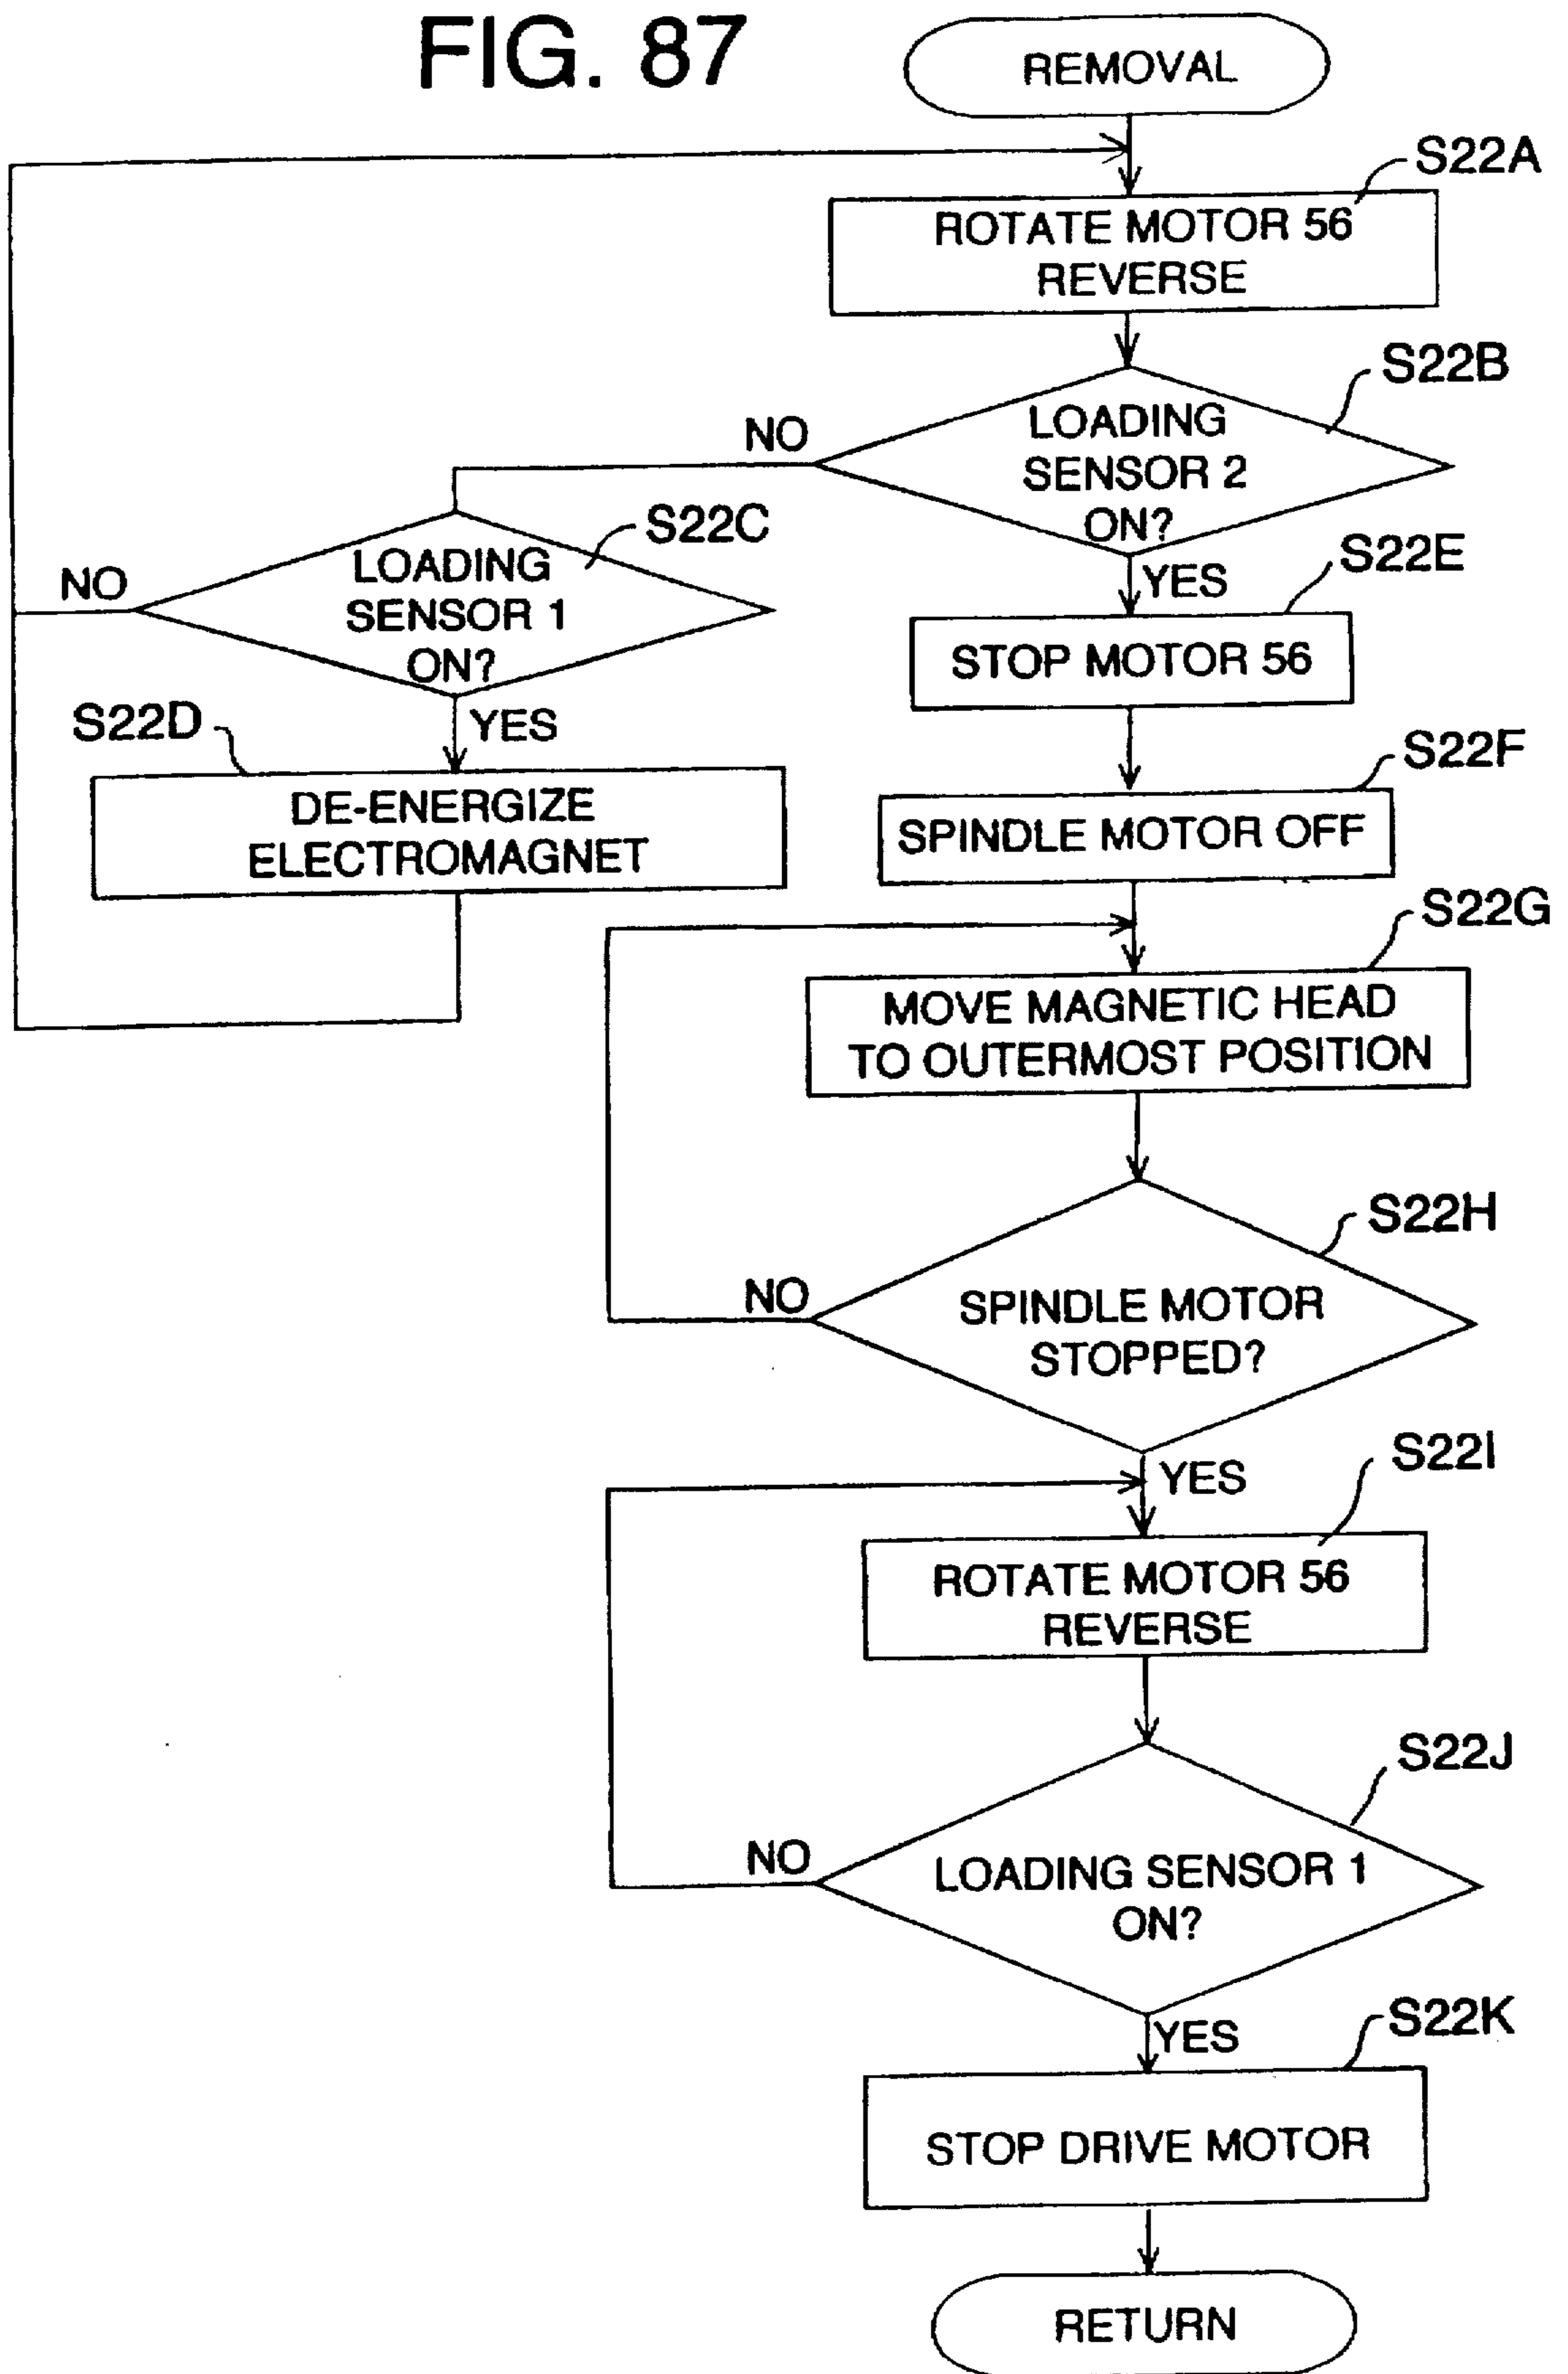 FIG. 87
REMOVAL
S22A
ROTATE MOTOR 56
REVERSE
S22B
LOADING
SENSOR 2
ON?
NO
YES
S22C
LOADING
SENSOR 1
ON?
NO
YES
S22D
DE-ENERGIZE
ELECTROMAGNET
S22E
STOP MOTOR 56
S22F
SPINDLE MOTOR OFF
S22G
MOVE MAGNETIC HEAD
TO OUTERMOST POSITION
S22H
SPINDLE MOTOR
STOPPED?
NO
YES
S22I
ROTATE MOTOR 56
REVERSE
S22J
LOADING SENSOR 1
ON?
NO
YES
S22K
STOP DRIVE MOTOR
RETURN